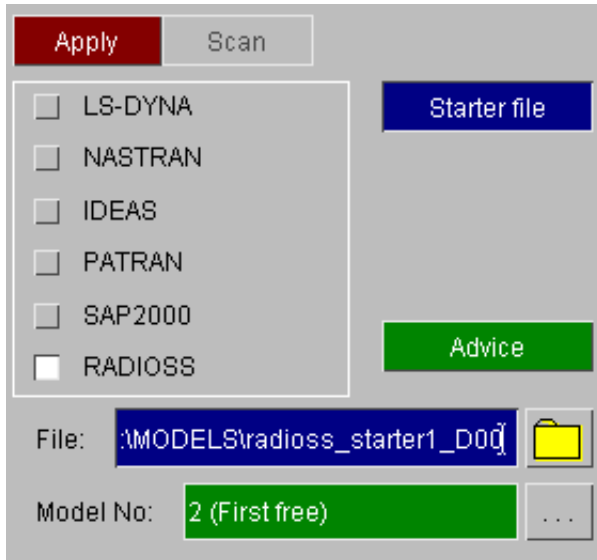 Apply Scan
LS-DYNA Starter file
NASTRAN
IDEAS
PATRAN
SAP2000
Advice
RADIOSS
File: :\MODELS\radioss_starter1_D00
Model No: 2 (First free) ...